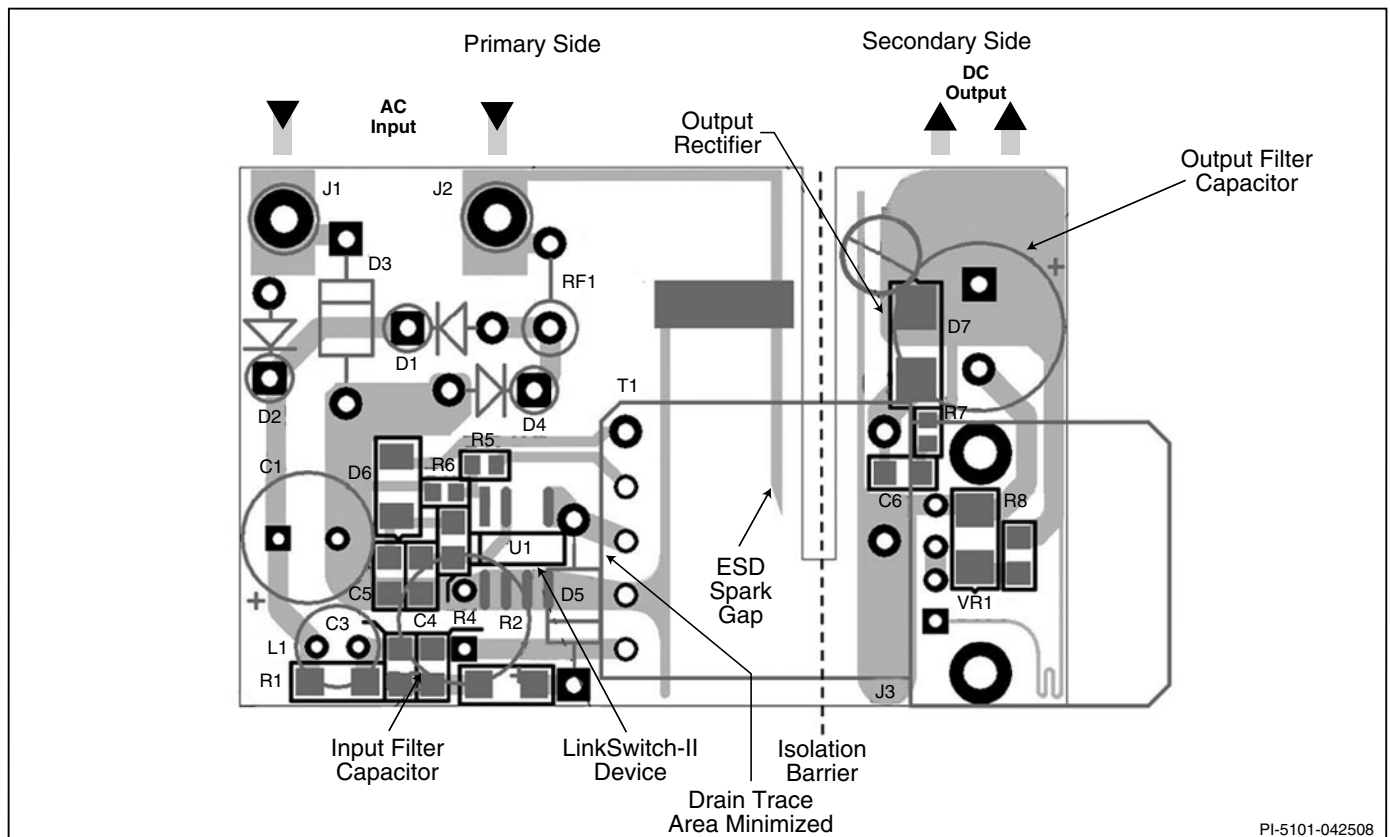 Primary Side
Secondary Side
AC
Input
DC
Output
Output
Rectifier
Output Filter
Capacitor
J1
J2
D3
RF1
D7
D1
D2
D4
T1
R7
R5
C1
D6
R6
C6
R8
U1
ESD
Spark
Gap
C5
D5
VR1
C4
R4
R2
C3
L1
R1
J3
+
+
Input Filter
Capacitor
LinkSwitch-II
Device
Isolation
Barrier
Drain Trace
Area Minimized
PI-5101-042508